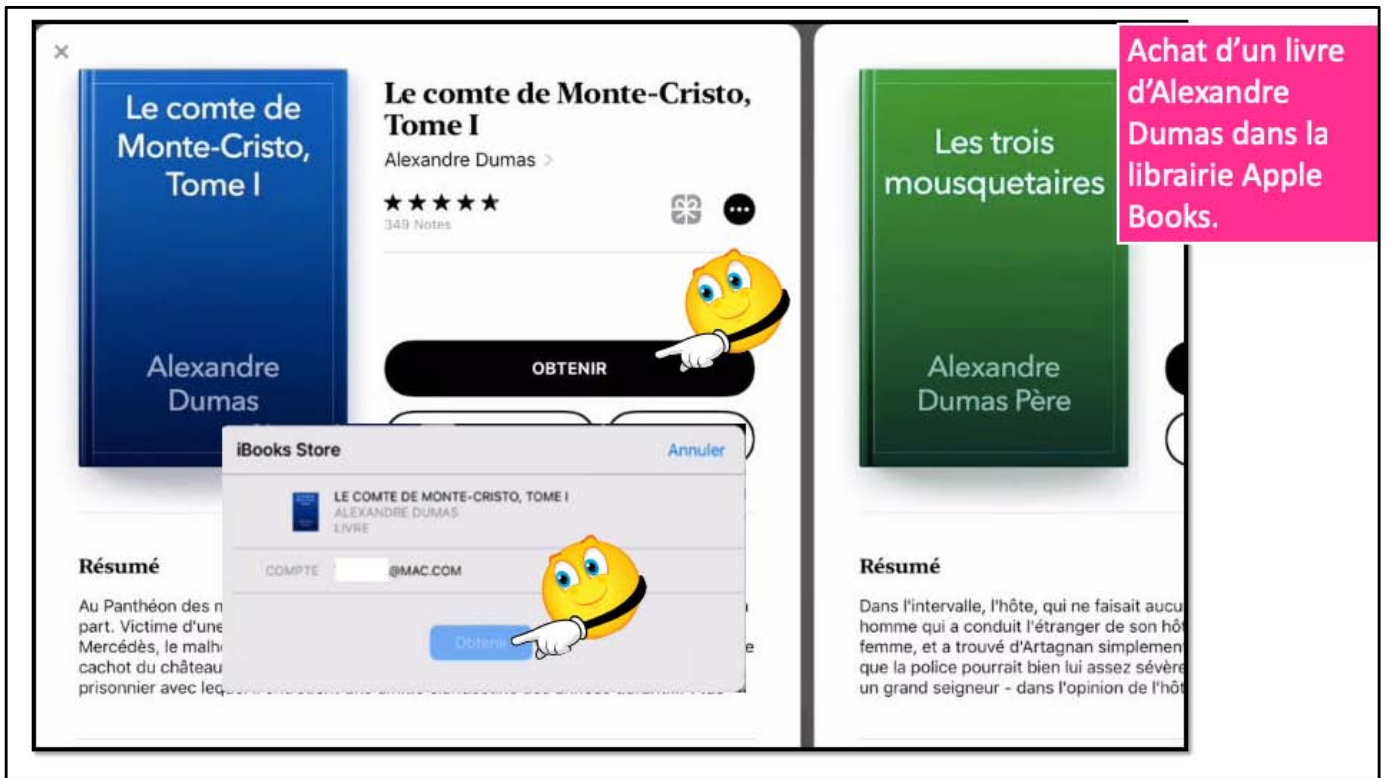 ×
Le comte de
Monte-Cristo,
Tome I
Alexandre
Dumas
Le comte de Monte-Cristo,
Tome I
Alexandre Dumas >
★★★★★
349 Notes
OBTENIR
iBooks Store
Annuler
LE COMTE DE MONTE-CRISTO, TOME I
ALEXANDRE DUMAS
LIVRE
COMPTE @MAC.COM
Obtenir
Résumé
Au Panthéon des
part. Victime d'une
Mercédès, le malh
cachot du château
prisonnier avec
Les trois
mousquetaires
Alexandre
Dumas Père
Résumé
Dans l'intervalle, l'hôte, qui ne faisait aucu
homme qui a conduit l'étranger de son hôt
femme, et a trouvé d'Artagnan simplemen
que la police pourrait bien lui assez sévère
un grand seigneur - dans l'opinion de l'hôt
Achat d'un livre
d'Alexandre
Dumas dans la
librairie Apple
Books.